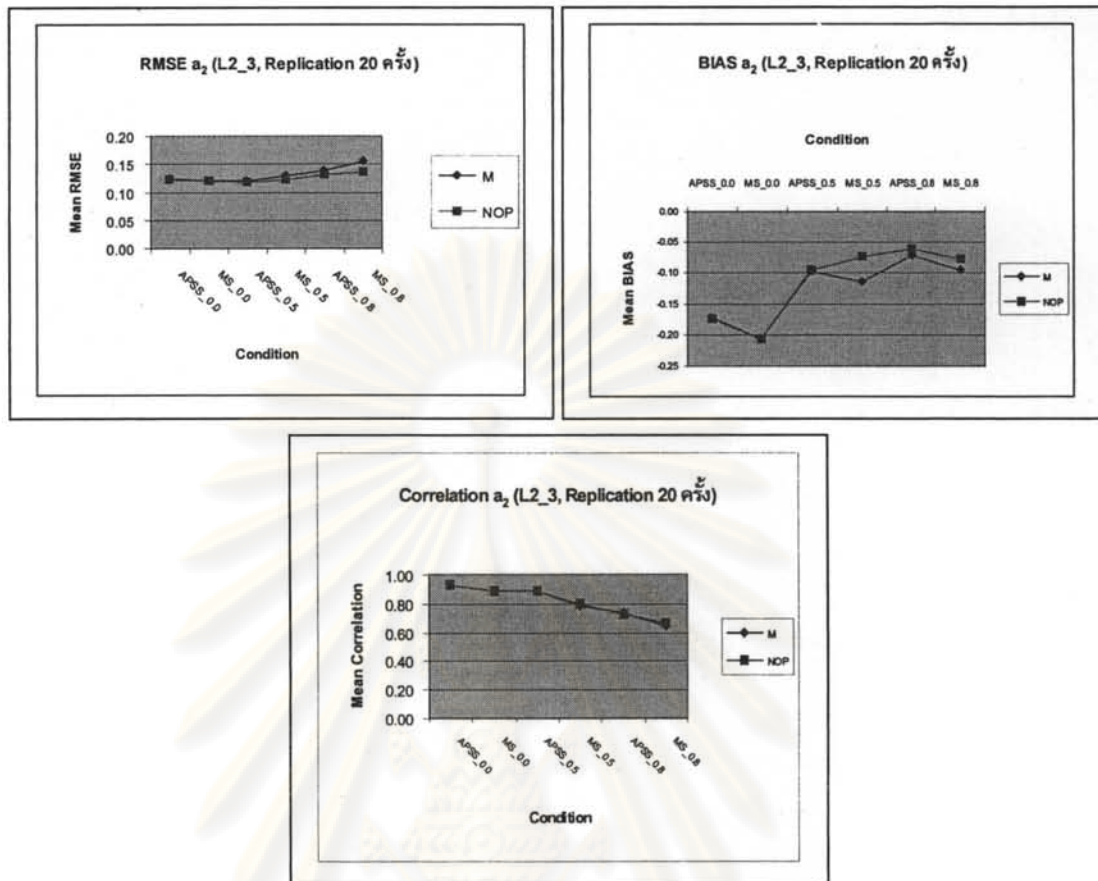 RMSE a₂ (L2_3, Replication 20 ครั้ง)
Mean RMSE
0.20
0.15
0.10
0.05
0.00
APSS_0.0
MS_0.0
APSS_0.5
MS_0.5
APSS_0.8
MS_0.8
Condition
M
NOP
BIAS a₂ (L2_3, Replication 20 ครั้ง)
Condition
APSS_0.0 MS_0.0 APSS_0.5 MS_0.5 APSS_0.8 MS_0.8
Mean BIAS
0.00
-0.05
-0.10
-0.15
-0.20
-0.25
M
NOP
Correlation a₂ (L2_3, Replication 20 ครั้ง)
Mean Correlation
1.00
0.80
0.60
0.40
0.20
0.00
APSS_0.0
MS_0.0
APSS_0.5
MS_0.5
APSS_0.8
MS_0.8
Condition
M
NOP